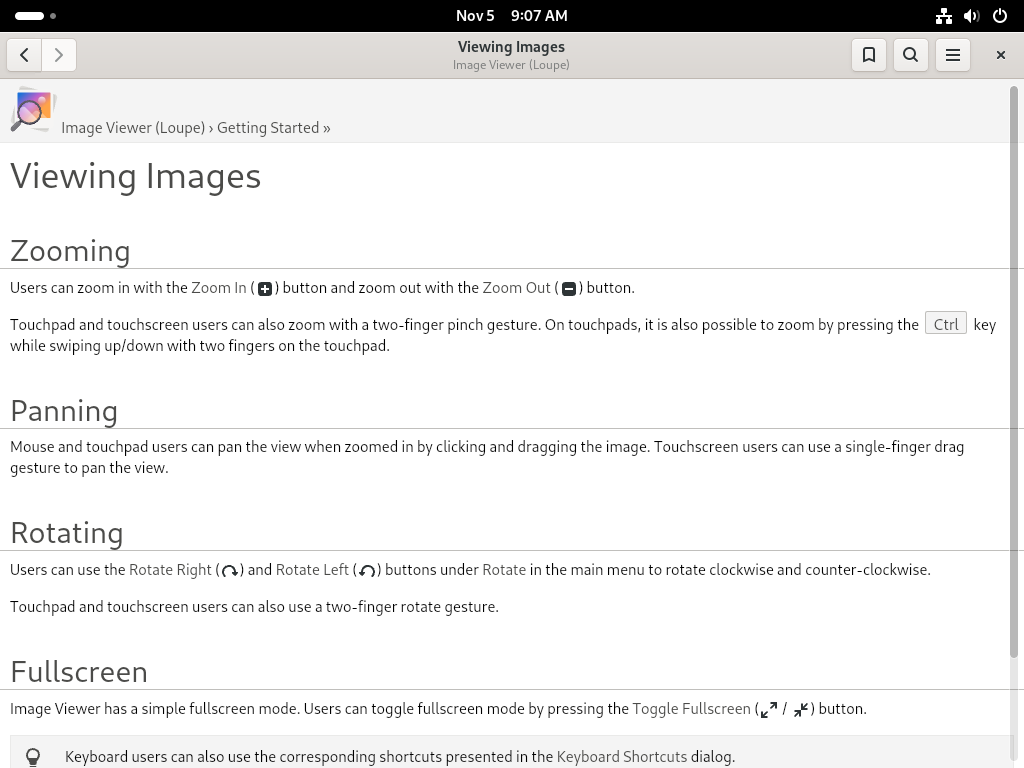 Nov 5 9:07 AM
Viewing Images
Image Viewer (Loupe)
Image Viewer (Loupe) › Getting Started »
Viewing Images
Zooming
Users can zoom in with the Zoom In ( ) button and zoom out with the Zoom Out ( ) button.
Touchpad and touchscreen users can also zoom with a two-finger pinch gesture. On touchpads, it is also possible to zoom by pressing the Ctrl key
while swiping up/down with two fingers on the touchpad.
Panning
Mouse and touchpad users can pan the view when zoomed in by clicking and dragging the image. Touchscreen users can use a single-finger drag
gesture to pan the view.
Rotating
Users can use the Rotate Right ( ) and Rotate Left ( ) buttons under Rotate in the main menu to rotate clockwise and counter-clockwise.
Touchpad and touchscreen users can also use a two-finger rotate gesture.
Fullscreen
Image Viewer has a simple fullscreen mode. Users can toggle fullscreen mode by pressing the Toggle Fullscreen ( / ) button.
Keyboard users can also use the corresponding shortcuts presented in the Keyboard Shortcuts dialog.